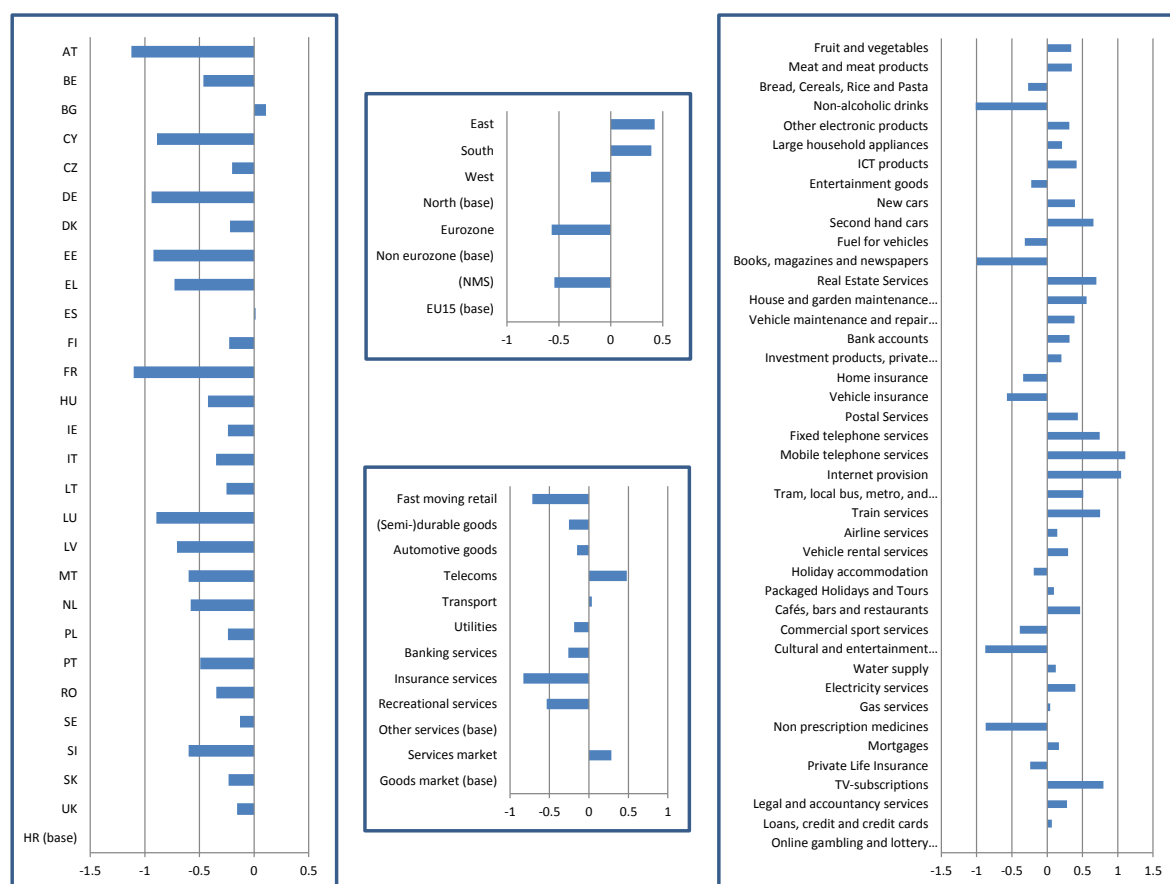 AT
BE
BG
CY
CZ
DE
DK
EE
EL
ES
FI
FR
HU
IE
IT
LT
LU
LV
MT
NL
PL
PT
RO
SE
SI
SK
UK
HR (base)
-1.5 -1 -0.5 0 0.5
East
South
West
North (base)
Eurozone
Non eurozone (base)
(NMS)
EU15 (base)
-1 -0.5 0 0.5
Fast moving retail
(Semi-)durable goods
Automotive goods
Telecoms
Transport
Utilities
Banking services
Insurance services
Recreational services
Other services (base)
Services market
Goods market (base)
-1 -0.5 0 0.5 1
Fruit and vegetables
Meat and meat products
Bread, Cereals, Rice and Pasta
Non-alcoholic drinks
Other electronic products
Large household appliances
ICT products
Entertainment goods
New cars
Second hand cars
Fuel for vehicles
Books, magazines and newspapers
Real Estate Services
House and garden maintenance…
Vehicle maintenance and repair…
Bank accounts
Investment products, private…
Home insurance
Vehicle insurance
Postal Services
Fixed telephone services
Mobile telephone services
Internet provision
Tram, local bus, metro, and…
Train services
Airline services
Vehicle rental services
Holiday accommodation
Packaged Holidays and Tours
Cafés, bars and restaurants
Commercial sport services
Cultural and entertainment…
Water supply
Electricity services
Gas services
Non prescription medicines
Mortgages
Private Life Insurance
TV-subscriptions
Legal and accountancy services
Loans, credit and credit cards
Online gambling and lottery…
-1.5 -1 -0.5 0 0.5 1 1.5